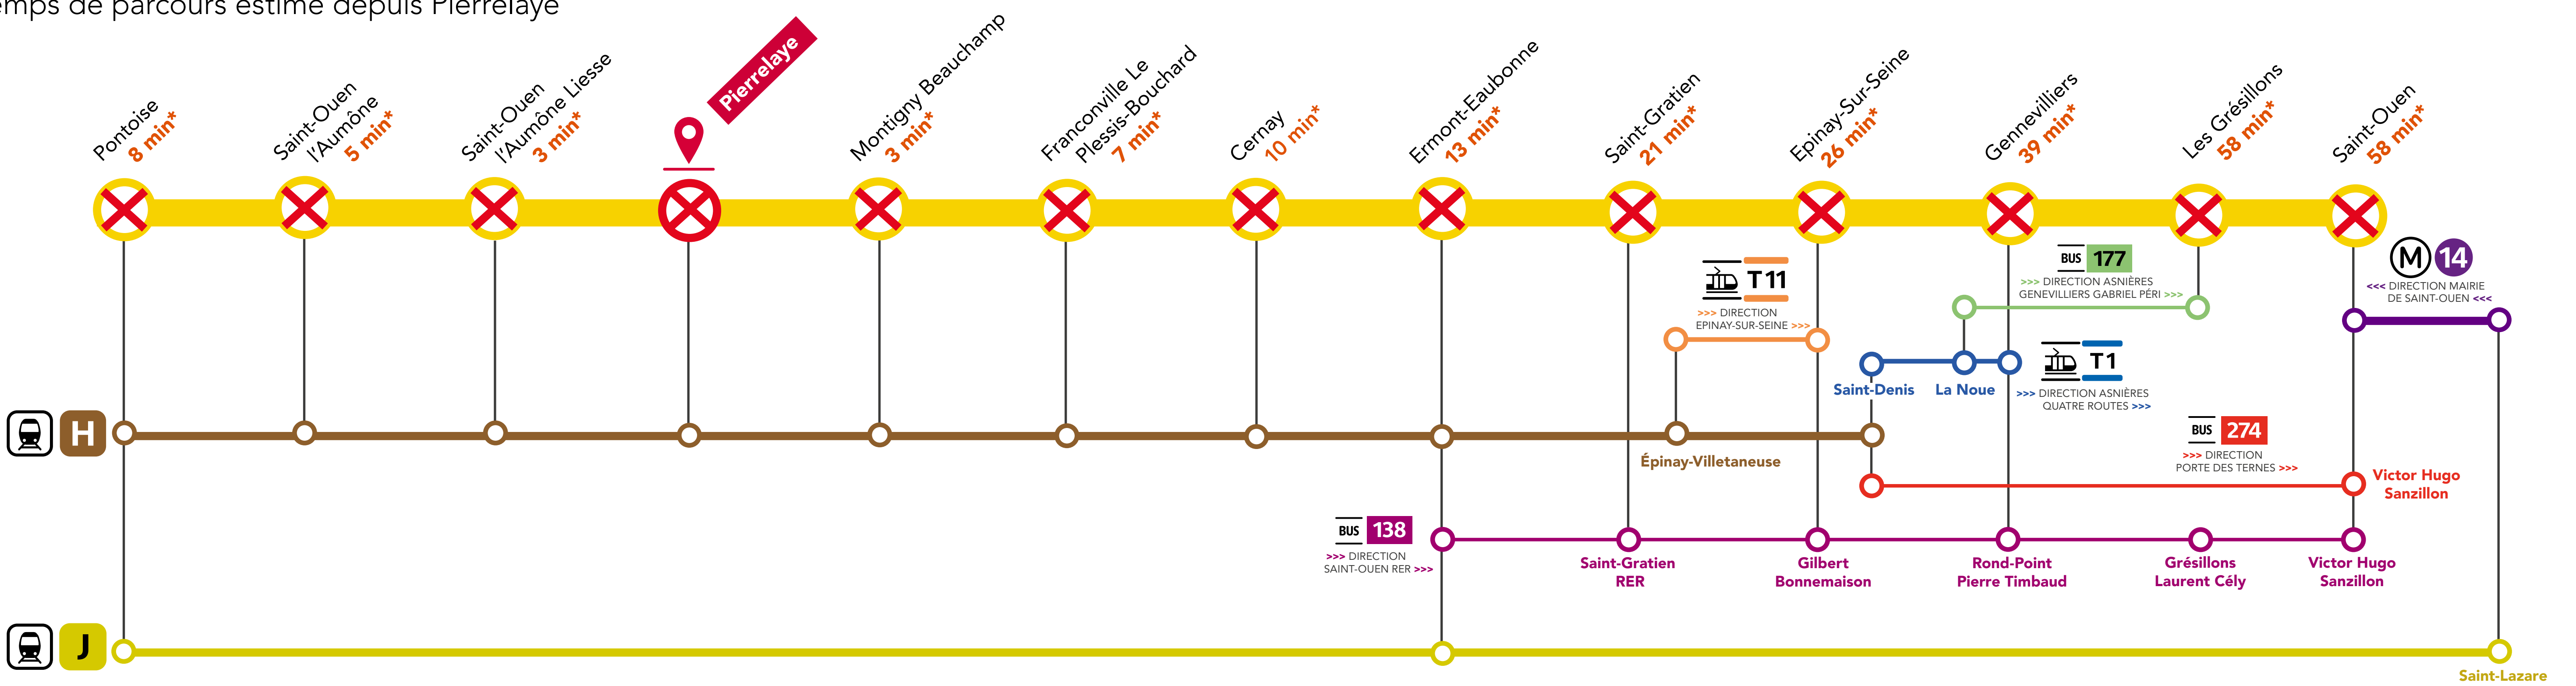 emps de parcours estimé depuis Pierrelaye
Pontoise
8 min*
Saint-Ouen
l'Aumône
5 min*
Saint-Ouen
l'Aumône Liesse
3 min*
Pierrelaye
Montigny Beauchamp
3 min*
Franconville Le
Plessis-Bouchard
7 min*
Cernay
10 min*
Ermont-Eaubonne
13 min*
Saint-Gratien
21 min*
Epinay-Sur-Seine
26 min*
Gennevilliers
39 min*
Les Grésillons
58 min*
Saint-Ouen
58 min*
M 14
<<< DIRECTION MAIRIE
DE SAINT-OUEN <<<
BUS 177
>>> DIRECTION ASNIÈRES
GENEVILLIERS GABRIEL PÉRI >>>
T11
>>> DIRECTION
EPINAY-SUR-SEINE >>>
T1
>>> DIRECTION ASNIÈRES
QUATRE ROUTES >>>
Saint-Denis
La Noue
H
Épinay-Villetaneuse
BUS 274
>>> DIRECTION
PORTE DES TERNES >>>
Victor Hugo
Sanzillon
BUS 138
>>> DIRECTION
SAINT-OUEN RER >>>
Saint-Gratien
RER
Gilbert
Bonnemaison
Rond-Point
Pierre Timbaud
Grésillons
Laurent Cély
Victor Hugo
Sanzillon
J
Saint-Lazare